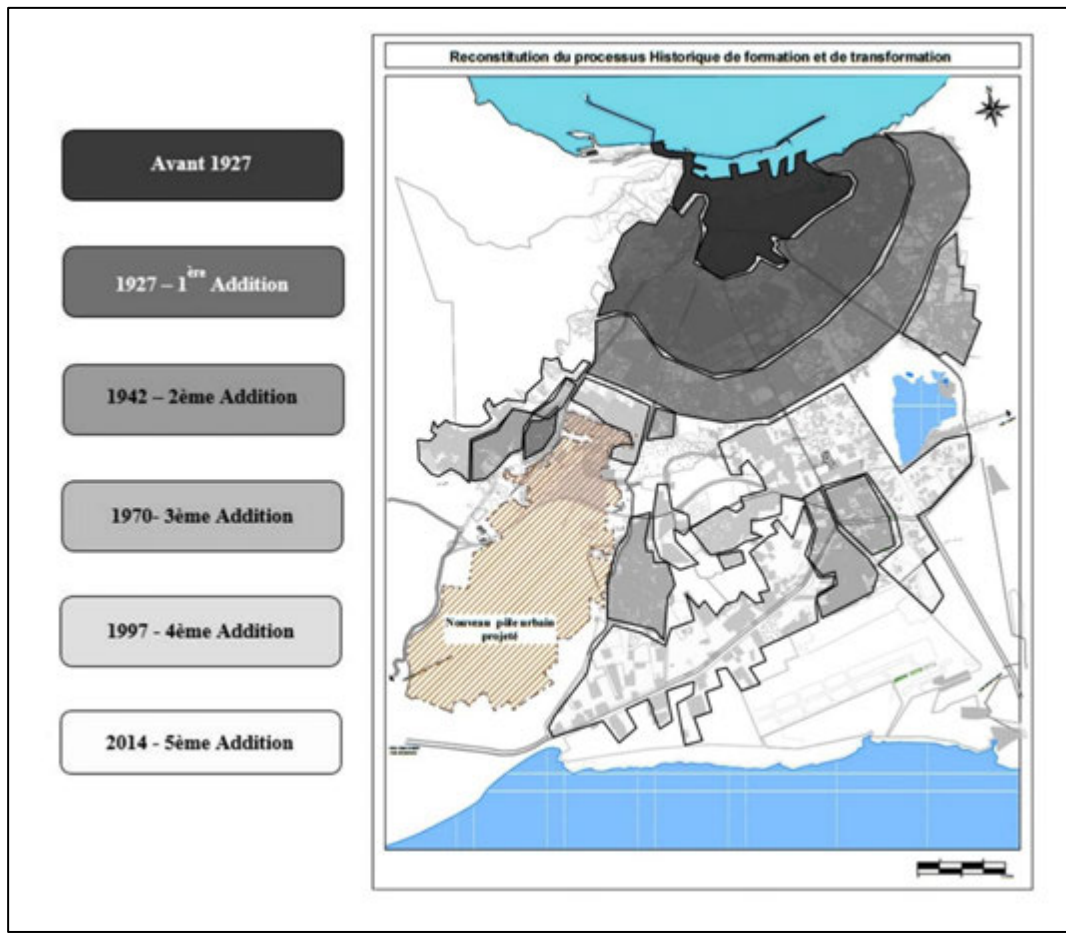 Reconstitution du processus Historique de formation et de transformation
Avant 1927
1927 – 1ère Addition
1942 – 2ème Addition
1970- 3ème Addition
1997 - 4ème Addition
2014 - 5ème Addition
N
Nouveau pôle urbain
projeté